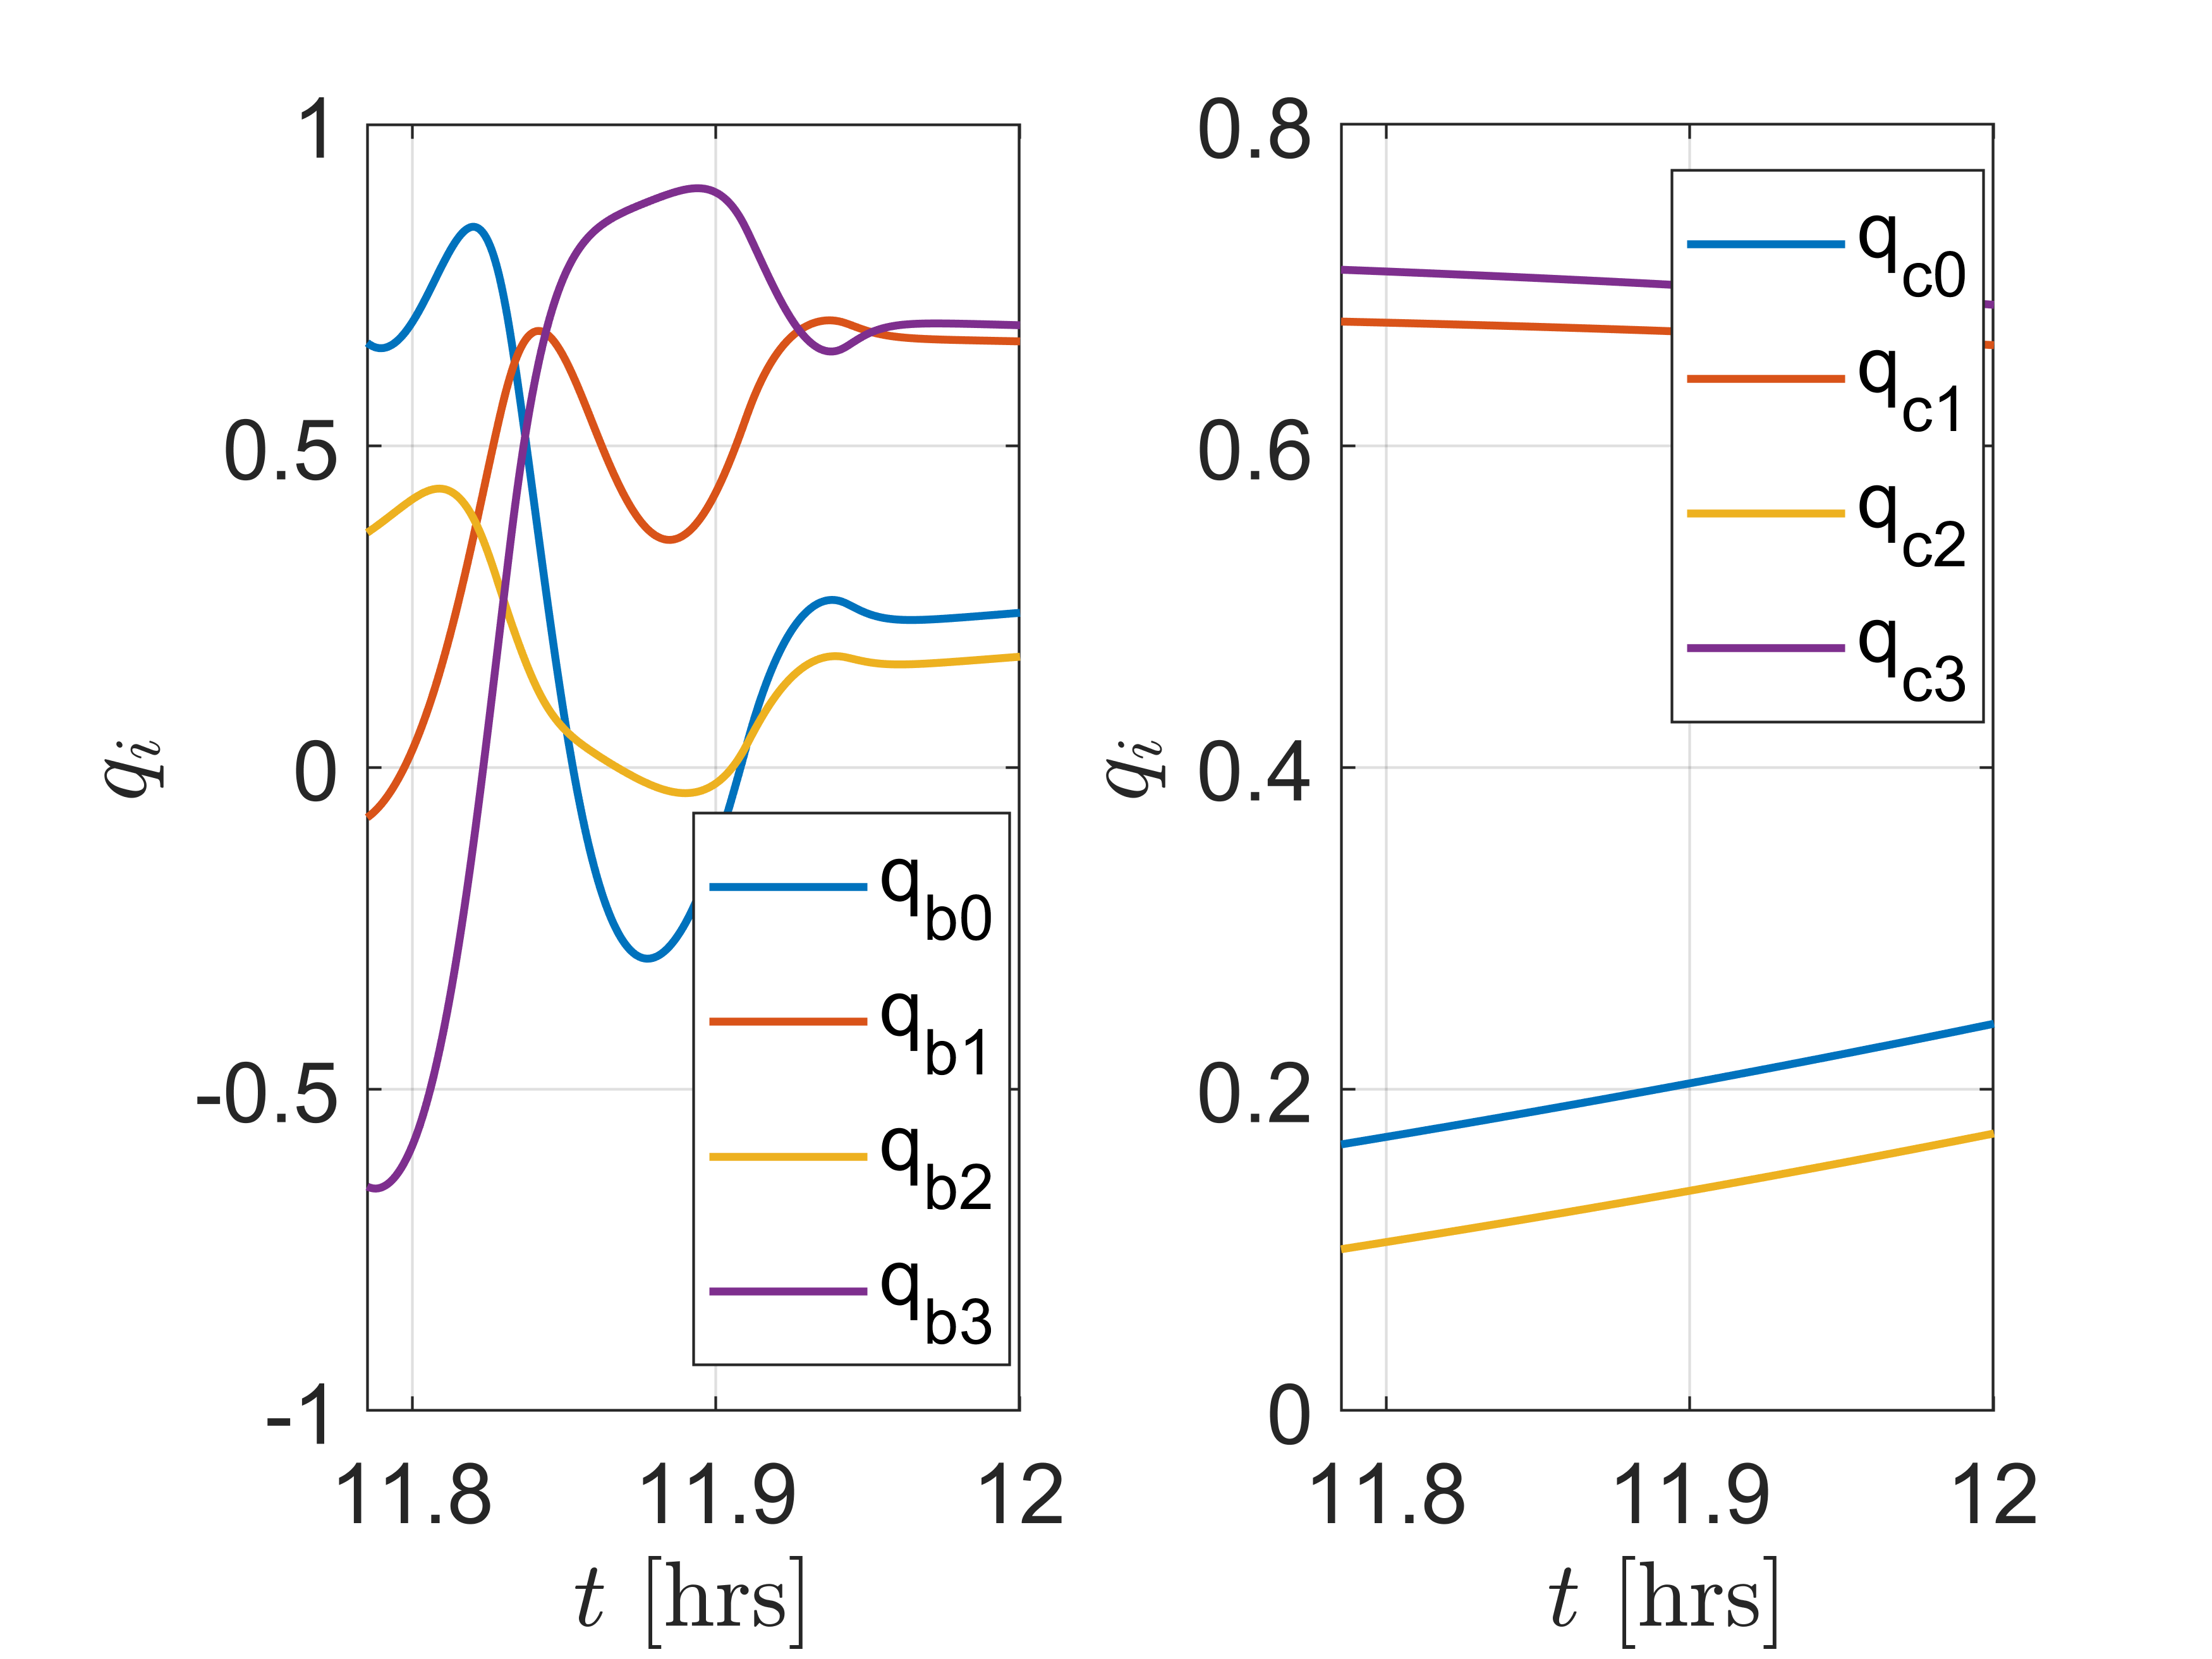 1
0.5
0
-0.5
-1
q_i
11.8 11.9 12
t [hrs]
q_b0
q_b1
q_b2
q_b3
0.8
0.6
0.4
0.2
0
q_i
11.8 11.9 12
t [hrs]
q_c0
q_c1
q_c2
q_c3